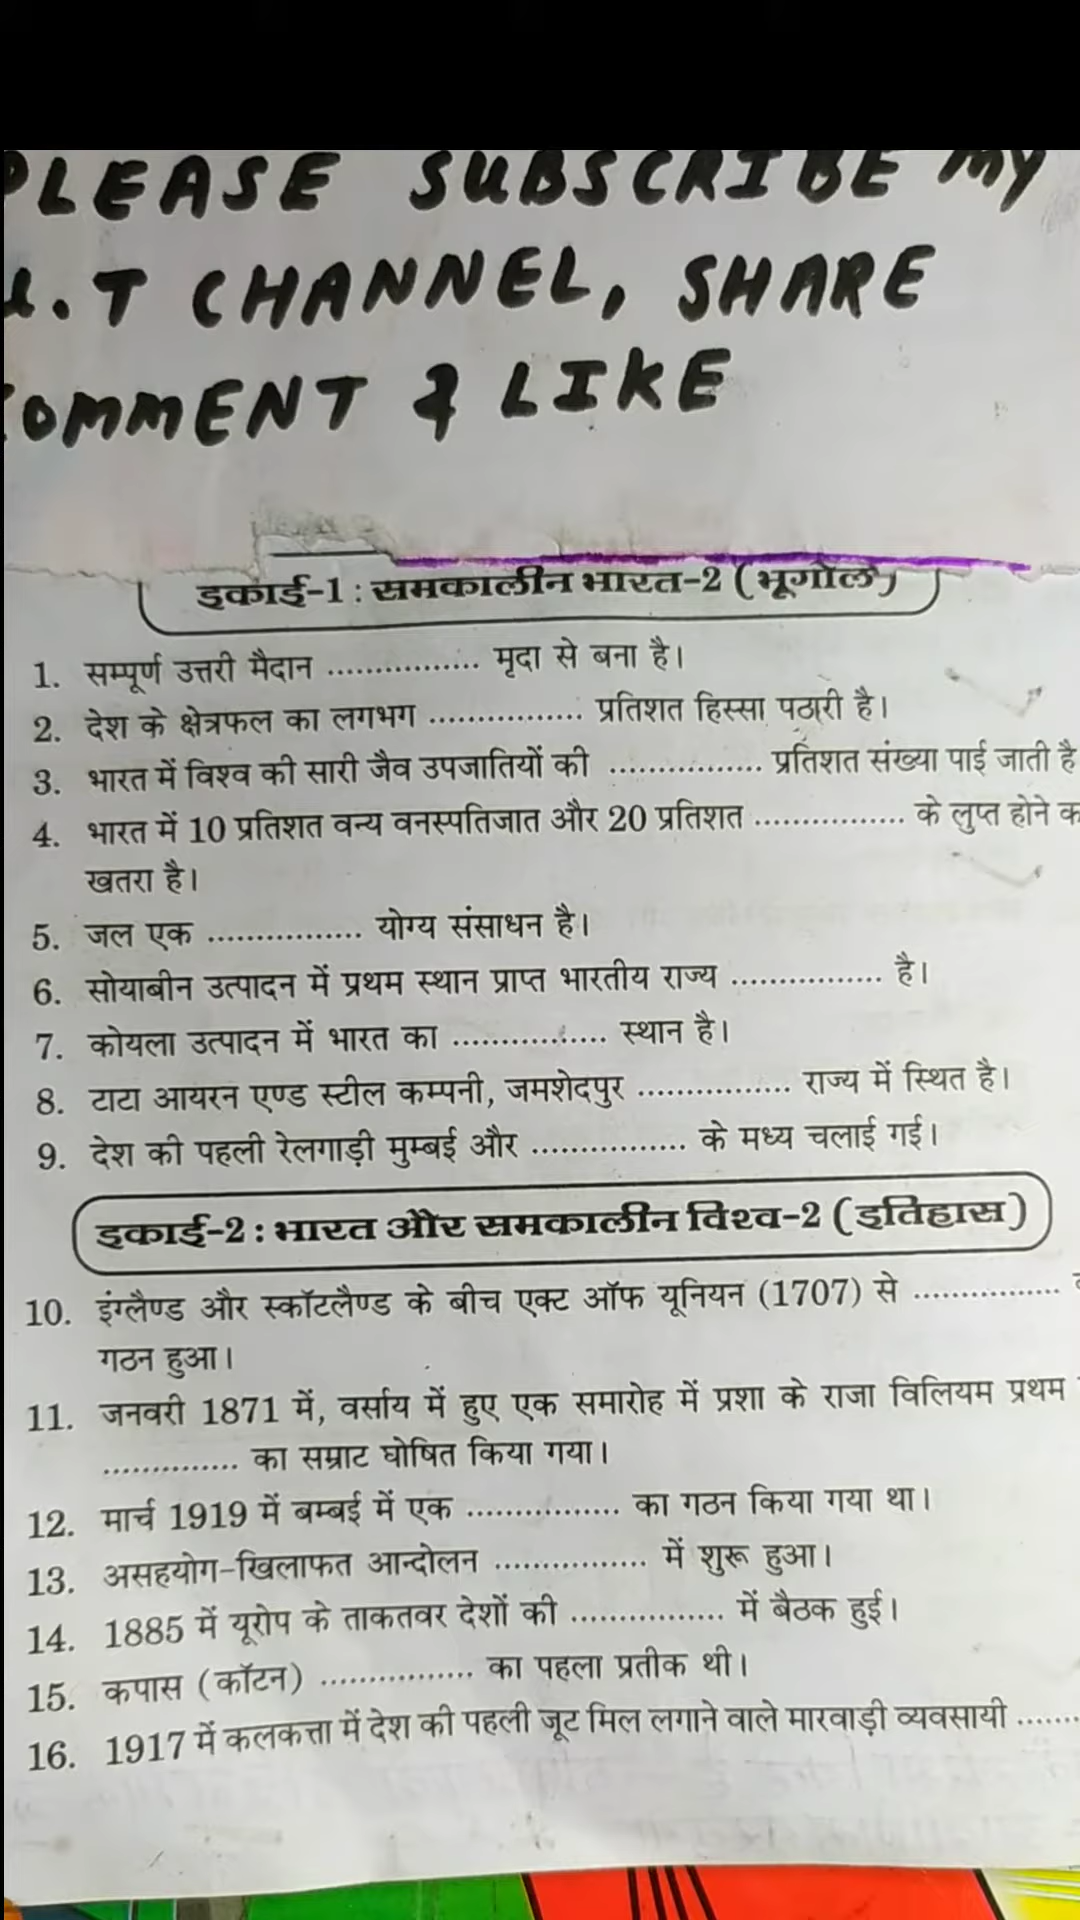 PLEASE SUBSCRIBE MY
U.T CHANNEL, SHARE
COMMENT & LIKE
इकाई-1 : समकालीन भारत-2 (भूगोल)
1. सम्पूर्ण उत्तरी मैदान ................ मृदा से बना है।
2. देश के क्षेत्रफल का लगभग ................ प्रतिशत हिस्सा पठारी है।
3. भारत में विश्व की सारी जैव उपजातियों की ................ प्रतिशत संख्या पाई जाती है
4. भारत में 10 प्रतिशत वन्य वनस्पतिजात और 20 प्रतिशत ................ के लुप्त होने क
खतरा है।
5. जल एक ................ योग्य संसाधन है।
6. सोयाबीन उत्पादन में प्रथम स्थान प्राप्त भारतीय राज्य ................ है।
7. कोयला उत्पादन में भारत का ................ स्थान है।
8. टाटा आयरन एण्ड स्टील कम्पनी, जमशेदपुर ................ राज्य में स्थित है।
9. देश की पहली रेलगाड़ी मुम्बई और ................ के मध्य चलाई गई।
इकाई-2 : भारत और समकालीन विश्व-2 (इतिहास)
10. इंग्लैण्ड और स्कॉटलैण्ड के बीच एक्ट ऑफ यूनियन (1707) से ................
गठन हुआ।
11. जनवरी 1871 में, वर्साय में हुए एक समारोह में प्रशा के राजा विलियम प्रथम
.............. का सम्राट घोषित किया गया।
12. मार्च 1919 में बम्बई में एक ................ का गठन किया गया था।
13. असहयोग-खिलाफत आन्दोलन ................ में शुरू हुआ।
14. 1885 में यूरोप के ताकतवर देशों की ................ में बैठक हुई।
15. कपास (कॉटन) ................ का पहला प्रतीक थी।
16. 1917 में कलकत्ता में देश की पहली जूट मिल लगाने वाले मारवाड़ी व्यवसायी .......